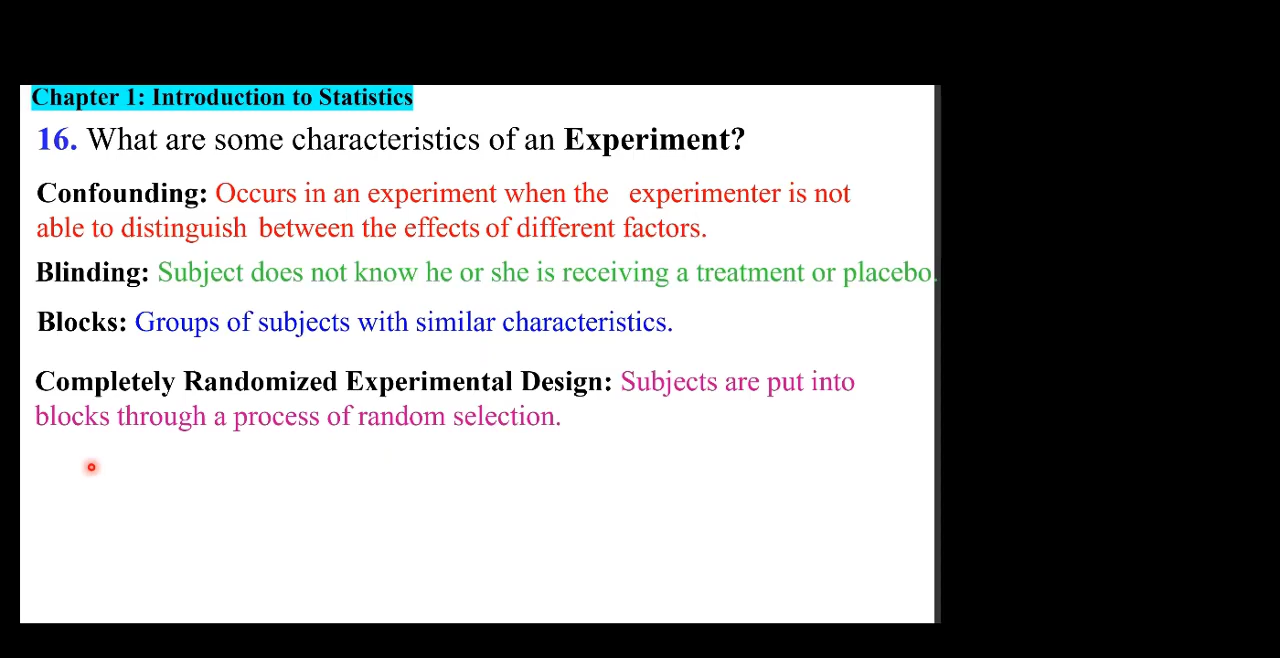 Chapter 1: Introduction to Statistics
16. What are some characteristics of an Experiment?
Confounding: Occurs in an experiment when the experimenter is not
able to distinguish between the effects of different factors.
Blinding: Subject does not know he or she is receiving a treatment or placebo.
Blocks: Groups of subjects with similar characteristics.
Completely Randomized Experimental Design: Subjects are put into
blocks through a process of random selection.